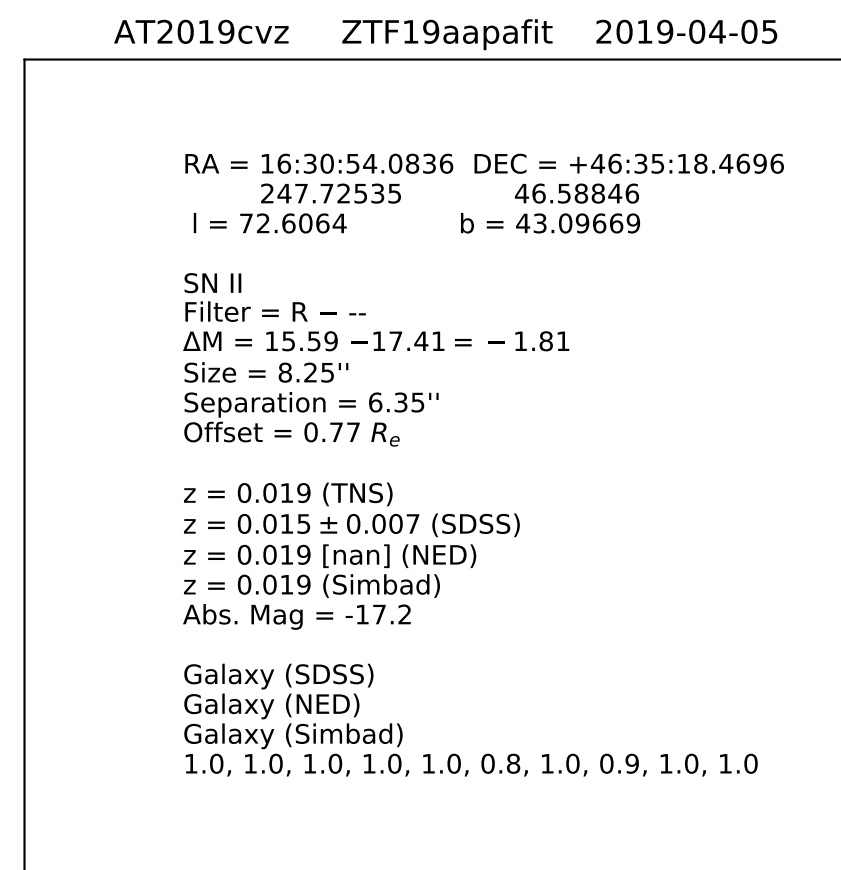 AT2019cvz ZTF19aapafit 2019-04-05
RA = 16:30:54.0836 DEC = +46:35:18.4696
247.72535 46.58846
l = 72.6064 b = 43.09669
SN II
Filter = R − --
ΔM = 15.59 −17.41 = − 1.81
Size = 8.25''
Separation = 6.35''
Offset = 0.77 Rₑ
z = 0.019 (TNS)
z = 0.015 ± 0.007 (SDSS)
z = 0.019 [nan] (NED)
z = 0.019 (Simbad)
Abs. Mag = -17.2
Galaxy (SDSS)
Galaxy (NED)
Galaxy (Simbad)
1.0, 1.0, 1.0, 1.0, 1.0, 0.8, 1.0, 0.9, 1.0, 1.0